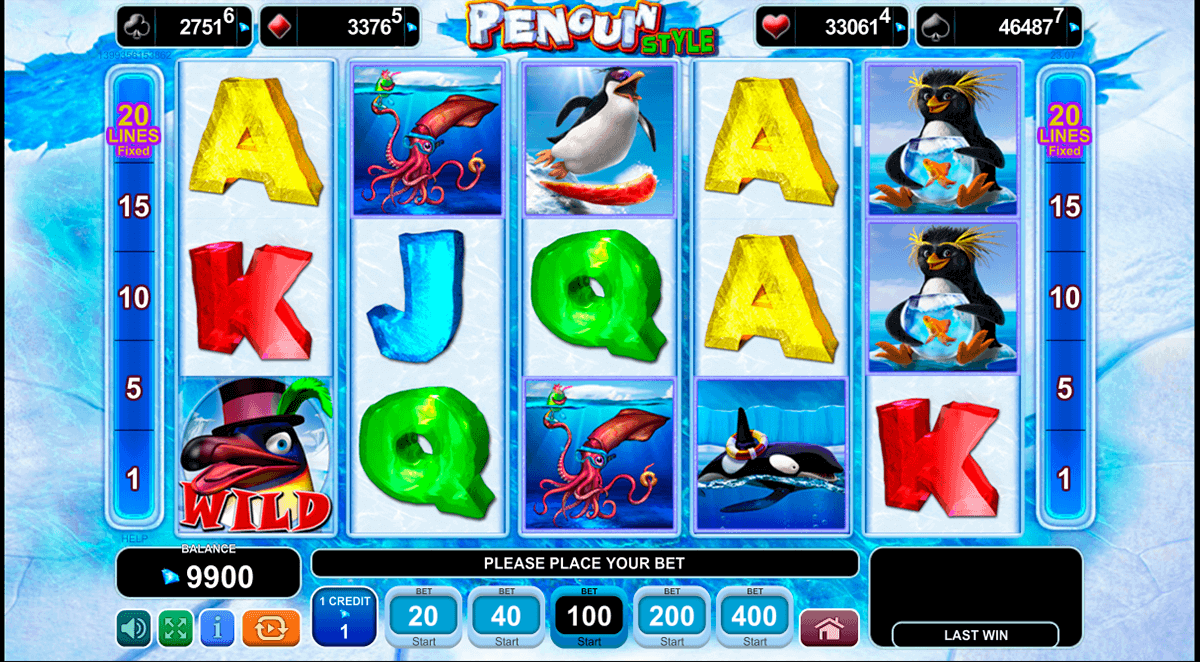 2751 6
3376 5
PENGUIN
STYLE
33061 4
46487 7
20
LINES
Fixed
15
10
5
1
HELP
A
K
WILD
J
Q
Q
A
A
K
20
LINES
Fixed
15
10
5
1
BALANCE
9900
PLEASE PLACE YOUR BET
1 CREDIT
1
BET
20
Start
BET
40
Start
BET
100
Start
BET
200
Start
BET
400
Start
LAST WIN